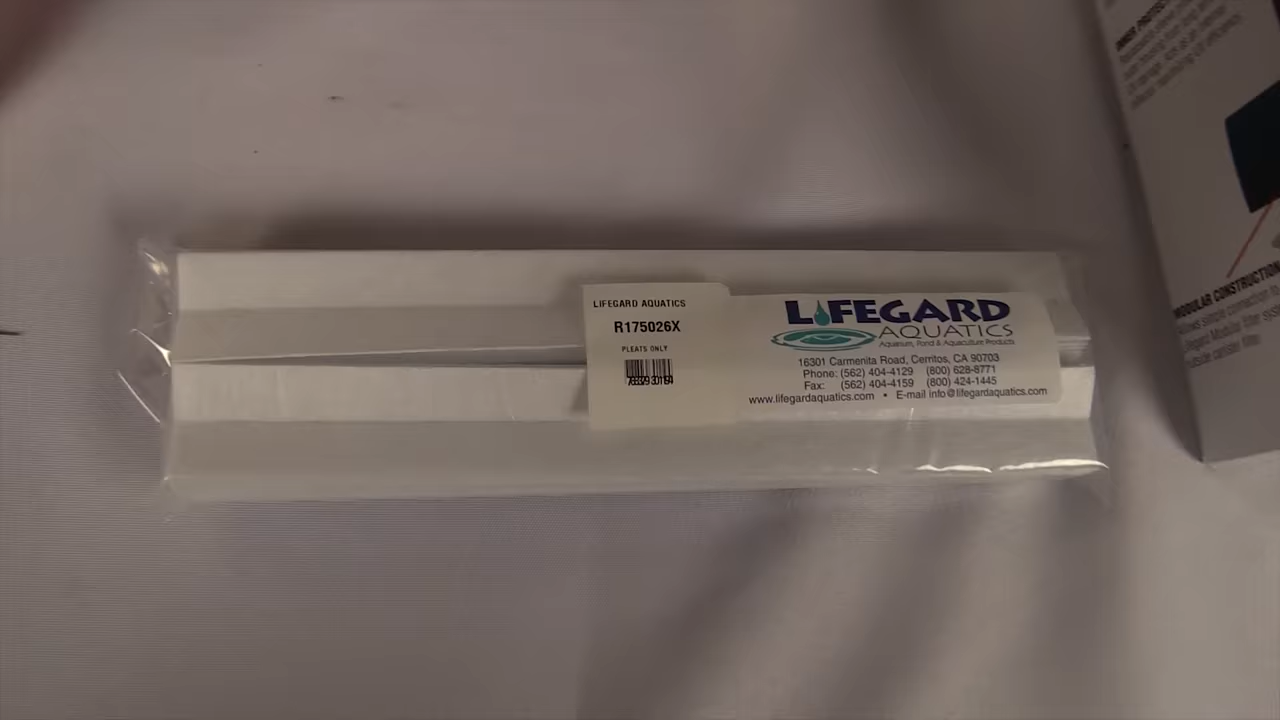 LIFEGARD AQUATICS
R175026X
PLEATS ONLY
LIFEGARD
AQUATICS
Aquarium, Pond & Aquaculture Products
16301 Carmenita Road, Cerritos, CA 90703
Phone: (562) 404-4129 (800) 628-8771
Fax: (562) 404-4159 (800) 424-1445
www.lifegardaquatics.com • E-mail info@lifegardaquatics.com
INNER
MODULAR CONSTRUCTION